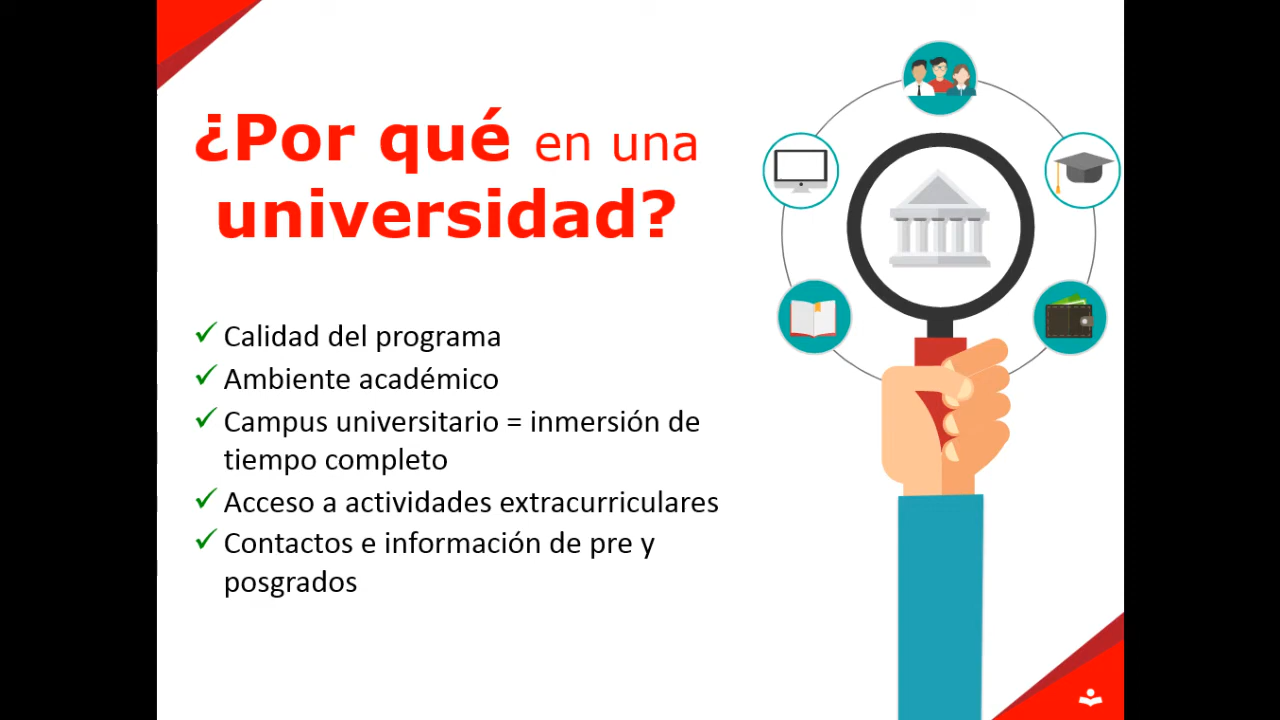 ¿Por qué en una
universidad?
✓ Calidad del programa
✓ Ambiente académico
✓ Campus universitario = inmersión de
tiempo completo
✓ Acceso a actividades extracurriculares
✓ Contactos e información de pre y
posgrados